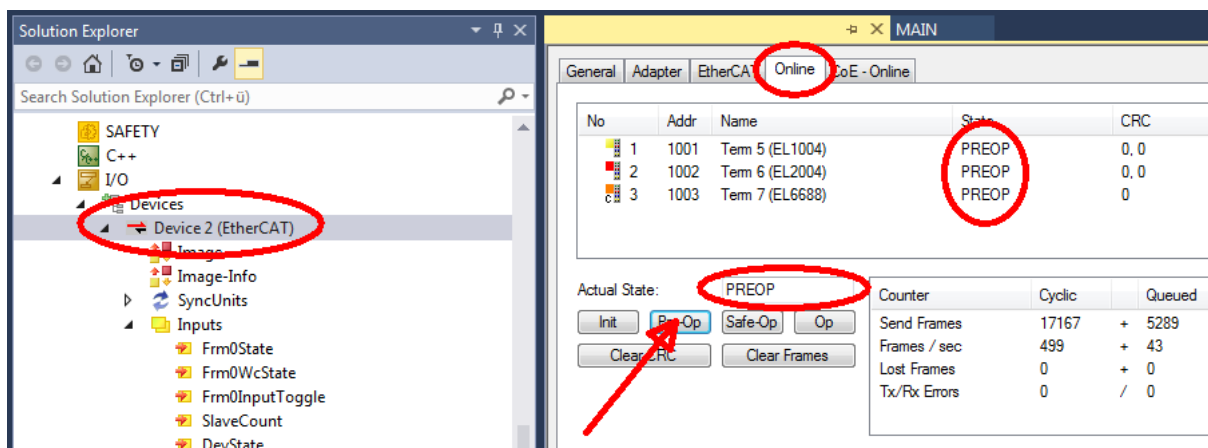 Solution Explorer
Search Solution Explorer (Ctrl+ü)
SAFETY
C++
I/O
Devices
Device 2 (EtherCAT)
Image
Image-Info
SyncUnits
Inputs
Frm0State
Frm0WcState
Frm0InputToggle
SlaveCount
DevState
MAIN
General Adapter EtherCAT Online CoE - Online
No Addr Name State CRC
1 1001 Term 5 (EL1004) PREOP 0, 0
2 1002 Term 6 (EL2004) PREOP 0, 0
3 1003 Term 7 (EL6688) PREOP 0
Actual State: PREOP
Init Pre-Op Safe-Op Op
Clear CRC Clear Frames
Counter Cyclic Queued
Send Frames 17167 + 5289
Frames / sec 499 + 43
Lost Frames 0 + 0
Tx/Rx Errors 0 / 0